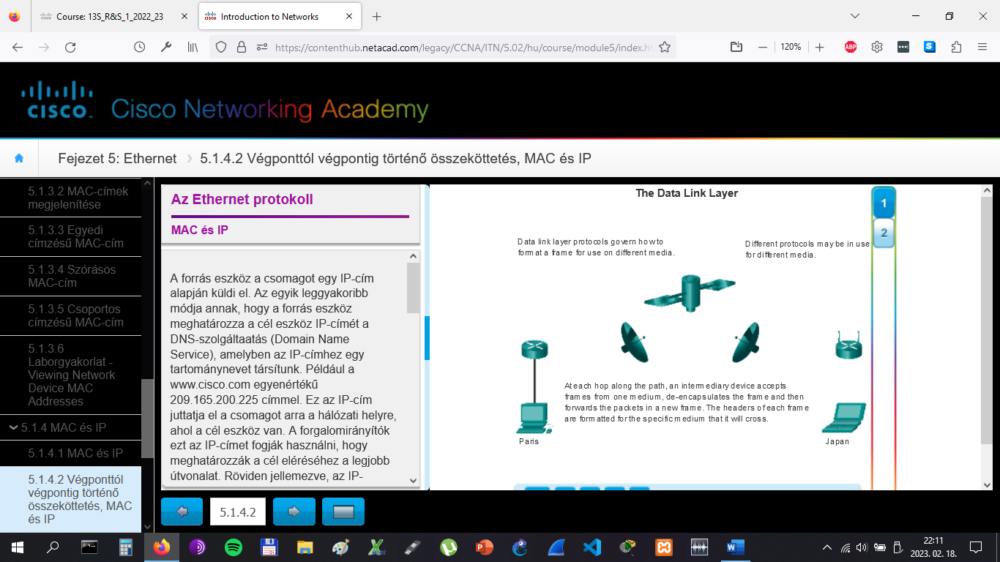 Course: 13S_R&S_1_2022_23
Introduction to Networks
https://contenthub.netacad.com/legacy/CCNA/ITN/5.02/hu/course/module5/index.h
120%
ABP
S
CISCO.
Cisco Networking Academy
Fejezet 5: Ethernet
5.1.4.2 Végponttól végpontig történő összeköttetés, MAC és IP
5.1.3.2 MAC-címek
megjelenítése
5.1.3.3 Egyedi
címzésű MAC-cím
5.1.3.4 Szórásos
MAC-cím
5.1.3.5 Csoportos
címzésű MAC-cím
5.1.3.6
Laborgyakorlat -
Viewing Network
Device MAC
Addresses
5.1.4 MAC és IP
5.1.4.1 MAC és IP
5.1.4.2 Végponttól
végpontig történő
összeköttetés, MAC
és IP
Az Ethernet protokoll
MAC és IP
A forrás eszköz a csomagot egy IP-cím
alapján küldi el. Az egyik leggyakoribb
módja annak, hogy a forrás eszköz
meghatározza a cél eszköz IP-címét a
DNS-szolgáltaatás (Domain Name
Service), amelyben az IP-címhez egy
tartománynevet társítunk. Például a
www.cisco.com egyenértékű
209.165.200.225 címmel. Ez az IP-cím
juttatja el a csomagot arra a hálózati helyre,
ahol a cél eszköz van. A forgalomirányítók
ezt az IP-címet fogják használni, hogy
meghatározzák a cél eléréséhez a legjobb
útvonalat. Röviden jellemezve, az IP-
5.1.4.2
The Data Link Layer
1
2
Data link layer protocols govern how to
format a frame for use on different media.
Different protocols may be in use
for different media.
At each hop along the path, an intermediary device accepts
frames from one medium, de-encapsulates the frame and then
forwards the packets in a new frame. The headers of each frame
are formatted for the specific medium that it will cross.
Paris
Japan
22:11
2023. 02. 18.